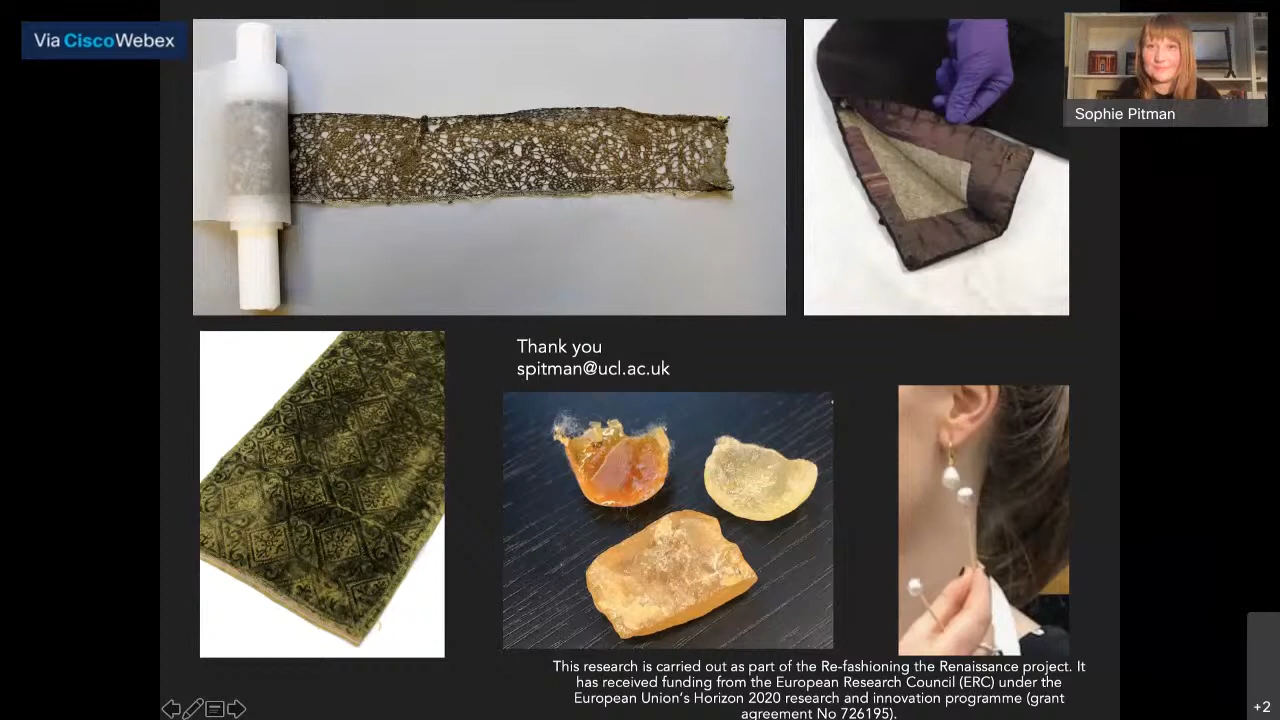 Via CiscoWebex
Sophie Pitman
Thank you
spitman@ucl.ac.uk
This research is carried out as part of the Re-fashioning the Renaissance project. It
has received funding from the European Research Council (ERC) under the
European Union's Horizon 2020 research and innovation programme (grant
agreement No 726195).
+2